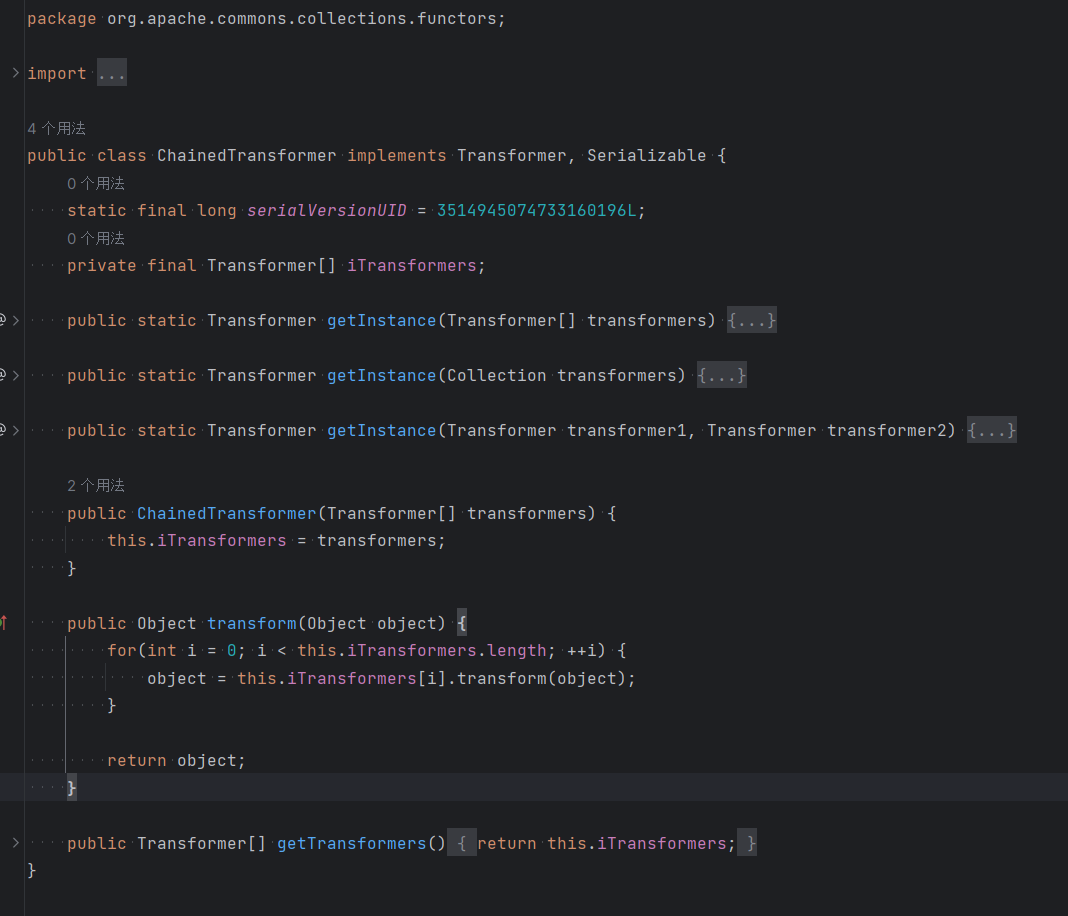 package org.apache.commons.collections.functors;
import ...
4 个用法
public class ChainedTransformer implements Transformer, Serializable {
0 个用法
static final long serialVersionUID = 3514945074733160196L;
0 个用法
private final Transformer[] iTransformers;
public static Transformer getInstance(Transformer[] transformers) {...}
public static Transformer getInstance(Collection transformers) {...}
public static Transformer getInstance(Transformer transformer1, Transformer transformer2) {...}
2 个用法
public ChainedTransformer(Transformer[] transformers) {
this.iTransformers = transformers;
}
public Object transform(Object object) {
for(int i = 0; i < this.iTransformers.length; ++i) {
object = this.iTransformers[i].transform(object);
}
return object;
}
public Transformer[] getTransformers() { return this.iTransformers; }
}